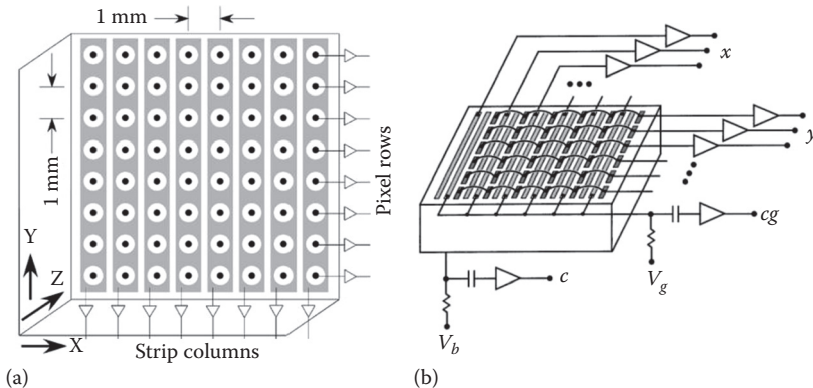 1 mm
1 mm
Y
Z
X
Strip columns
Pixel rows
(a)
x
y
cg
V_g
c
V_b
(b)